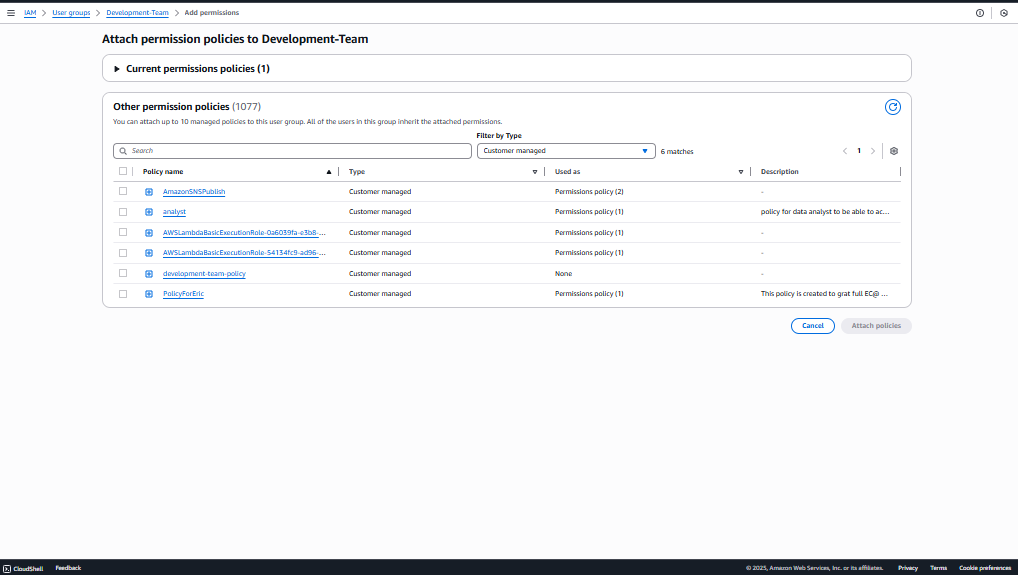 IAM > User groups > Development-Team > Add permissions
Attach permission policies to Development-Team
Current permissions policies (1)
Other permission policies (1077)
You can attach up to 10 managed policies to this user group. All of the users in this group inherit the attached permissions.
Filter by Type
Search
Customer managed
6 matches
1
Policy name Type Used as Description
AmazonSNSPublish Customer managed Permissions policy (2) -
analyst Customer managed Permissions policy (1) policy for data analyst to be able to ac...
AWSLambdaBasicExecutionRole-0a6039fa-e3b8-... Customer managed Permissions policy (1) -
AWSLambdaBasicExecutionRole-54134fc9-ad96-... Customer managed Permissions policy (1) -
development-team-policy Customer managed None -
PolicyForEric Customer managed Permissions policy (1) This policy is created to grat full EC@ ...
Cancel Attach policies
CloudShell Feedback © 2025, Amazon Web Services, Inc. or its affiliates. Privacy Terms Cookie preferences